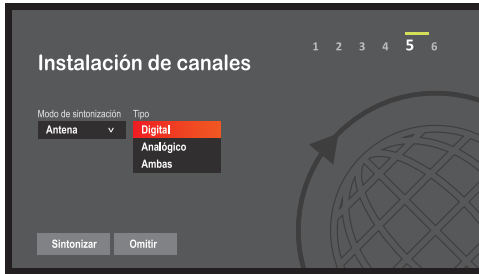 1 2 3 4 5 6
Instalación de canales
Modo de sintonización Tipo
Antena v Digital
Analógico
Ambas
Sintonizar Omitir